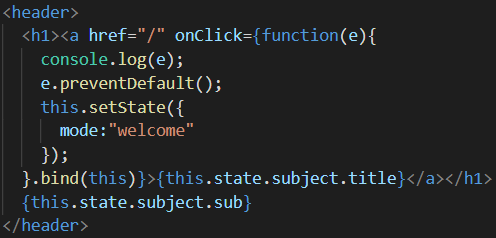 <header>
  <h1><a href="/" onClick={function(e){
    console.log(e);
    e.preventDefault();
    this.setState({
      mode:"welcome"
    });
  }.bind(this)}>{this.state.subject.title}</a></h1>
  {this.state.subject.sub}
</header>